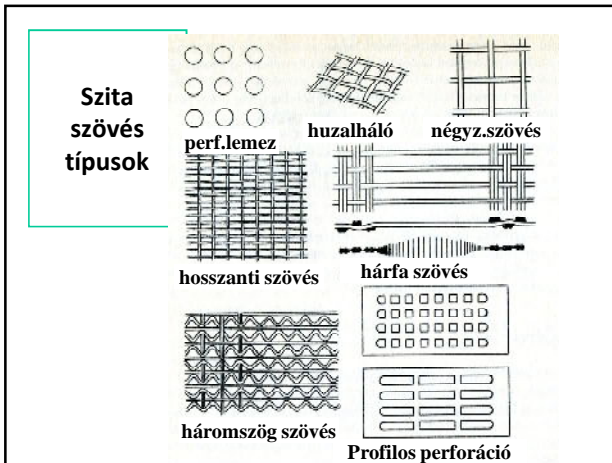 Szita
szövés
típusok
perf.lemez
huzalháló
négyz.szövés
hosszanti szövés
hárfa szövés
háromszög szövés
Profilos perforáció